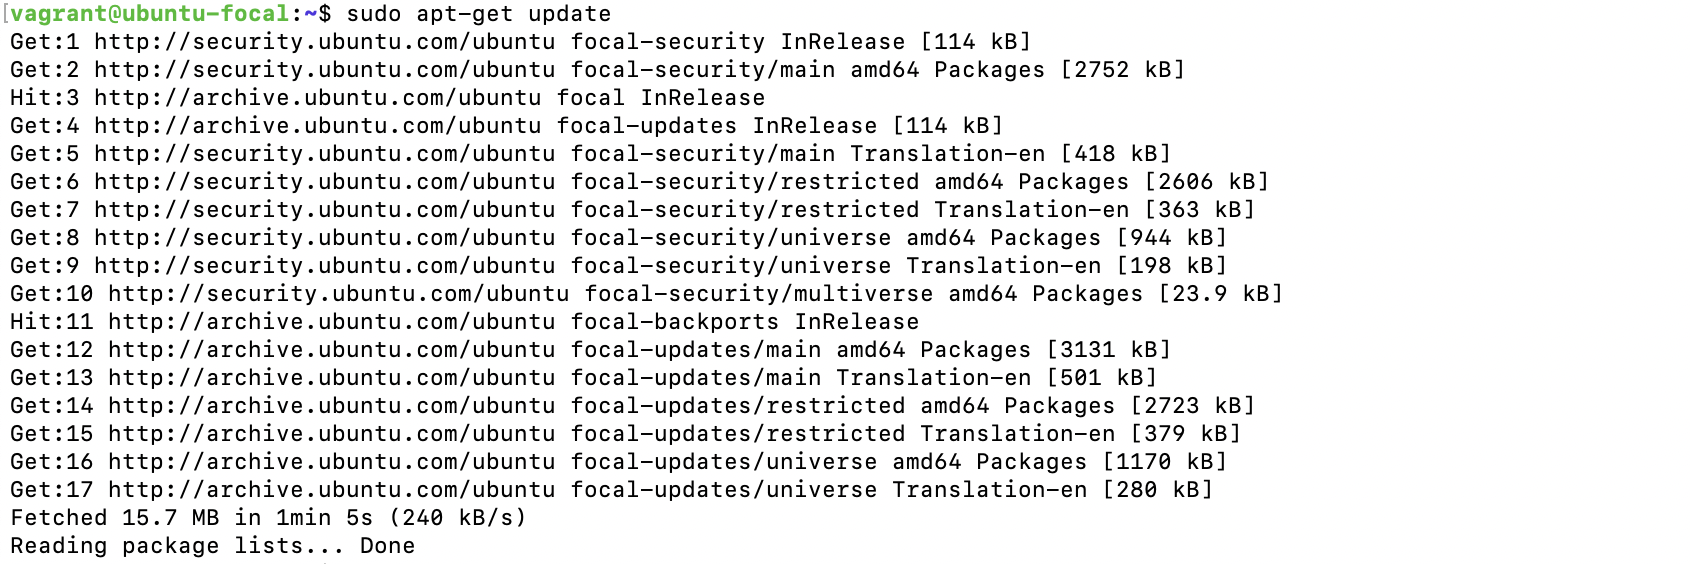 [vagrant@ubuntu-focal:~$ sudo apt-get update
Get:1 http://security.ubuntu.com/ubuntu focal-security InRelease [114 kB]
Get:2 http://security.ubuntu.com/ubuntu focal-security/main amd64 Packages [2752 kB]
Hit:3 http://archive.ubuntu.com/ubuntu focal InRelease
Get:4 http://archive.ubuntu.com/ubuntu focal-updates InRelease [114 kB]
Get:5 http://security.ubuntu.com/ubuntu focal-security/main Translation-en [418 kB]
Get:6 http://security.ubuntu.com/ubuntu focal-security/restricted amd64 Packages [2606 kB]
Get:7 http://security.ubuntu.com/ubuntu focal-security/restricted Translation-en [363 kB]
Get:8 http://security.ubuntu.com/ubuntu focal-security/universe amd64 Packages [944 kB]
Get:9 http://security.ubuntu.com/ubuntu focal-security/universe Translation-en [198 kB]
Get:10 http://security.ubuntu.com/ubuntu focal-security/multiverse amd64 Packages [23.9 kB]
Hit:11 http://archive.ubuntu.com/ubuntu focal-backports InRelease
Get:12 http://archive.ubuntu.com/ubuntu focal-updates/main amd64 Packages [3131 kB]
Get:13 http://archive.ubuntu.com/ubuntu focal-updates/main Translation-en [501 kB]
Get:14 http://archive.ubuntu.com/ubuntu focal-updates/restricted amd64 Packages [2723 kB]
Get:15 http://archive.ubuntu.com/ubuntu focal-updates/restricted Translation-en [379 kB]
Get:16 http://archive.ubuntu.com/ubuntu focal-updates/universe amd64 Packages [1170 kB]
Get:17 http://archive.ubuntu.com/ubuntu focal-updates/universe Translation-en [280 kB]
Fetched 15.7 MB in 1min 5s (240 kB/s)
Reading package lists... Done